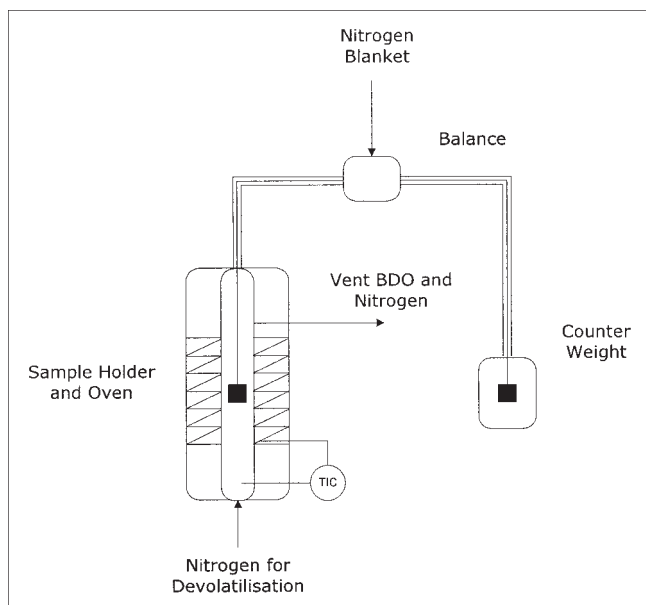 Nitrogen
Blanket
Balance
Vent BDO and
Nitrogen
Counter
Weight
Sample Holder
and Oven
TIC
Nitrogen for
Devolatilisation